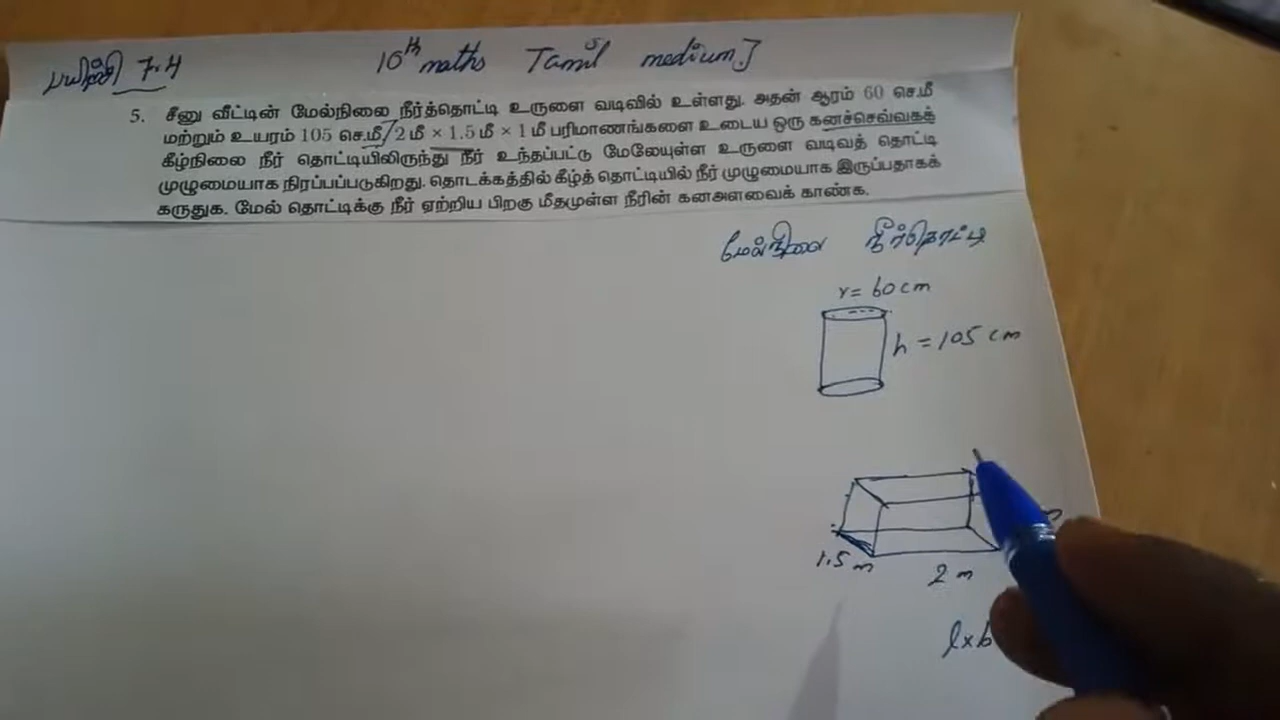 பயிற்சி 7.4
10th maths Tamil medium]
5. சீனு வீட்டின் மேல்நிலை நீர்த்தொட்டி உருளை வடிவில் உள்ளது. அதன் ஆரம் 60 செ.மீ
மற்றும் உயரம் 105 செ.மீ. 2 மீ × 1.5 மீ × 1 மீ பரிமாணங்களை உடைய ஒரு கனச்செவ்வகத்
கீழ்நிலை நீர் தொட்டியிலிருந்து நீர் உந்தப்பட்டு மேலேயுள்ள உருளை வடிவத் தொட்டி
முழுமையாக நிரப்பப்படுகிறது. தொடக்கத்தில் கீழ்த் தொட்டியில் நீர் முழுமையாக இருப்பதாகக்
கருதுக. மேல் தொட்டிக்கு நீர் ஏற்றிய பிறகு மீதமுள்ள நீரின் கனஅளவைக் காண்க.
மேல்நிலை நீர்தொட்டி
r = 60 cm
h = 105 cm
1.5 m
2 m
l×b